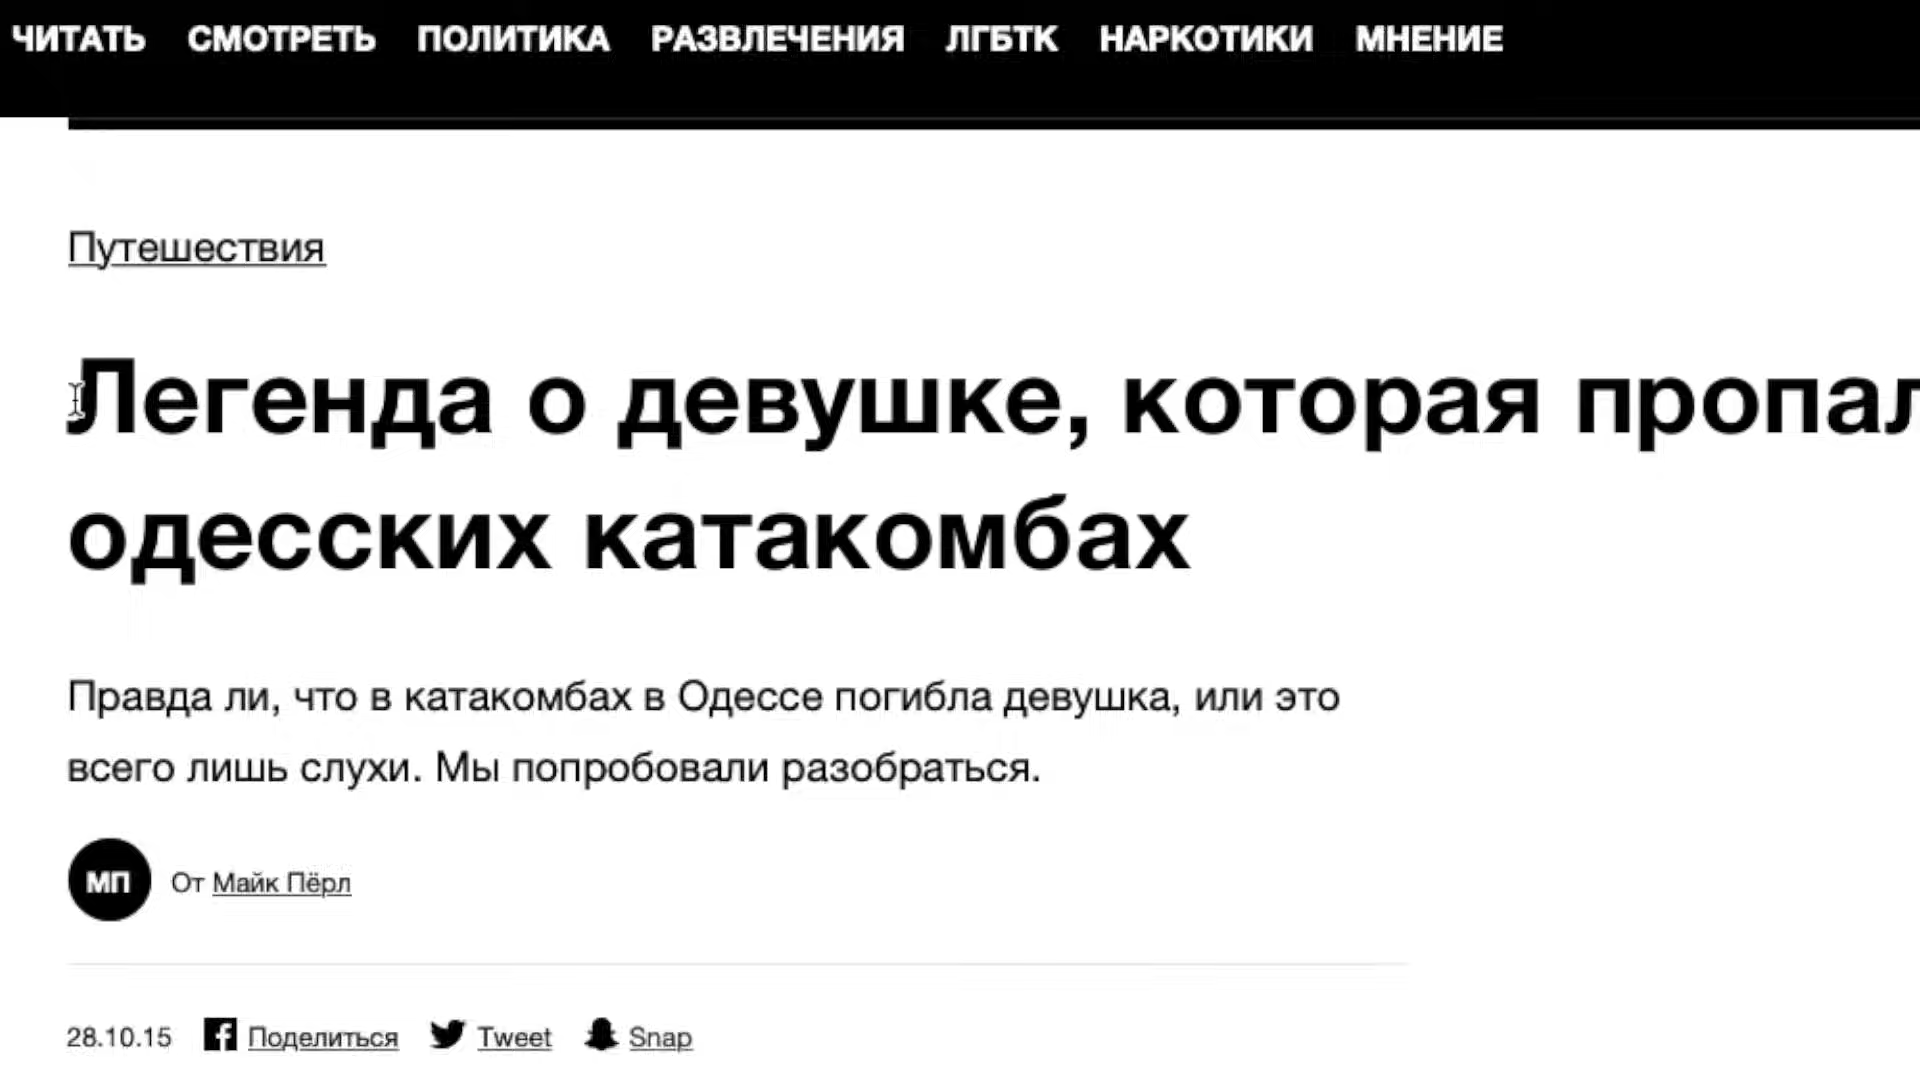 ЧИТАТЬ СМОТРЕТЬ ПОЛИТИКА РАЗВЛЕЧЕНИЯ ЛГБТК НАРКОТИКИ МНЕНИЕ
Путешествия
Легенда о девушке, которая пропал
одесских катакомбах
Правда ли, что в катакомбах в Одессе погибла девушка, или это
всего лишь слухи. Мы попробовали разобраться.
МП От Майк Пёрл
28.10.15 Поделиться Tweet Snap